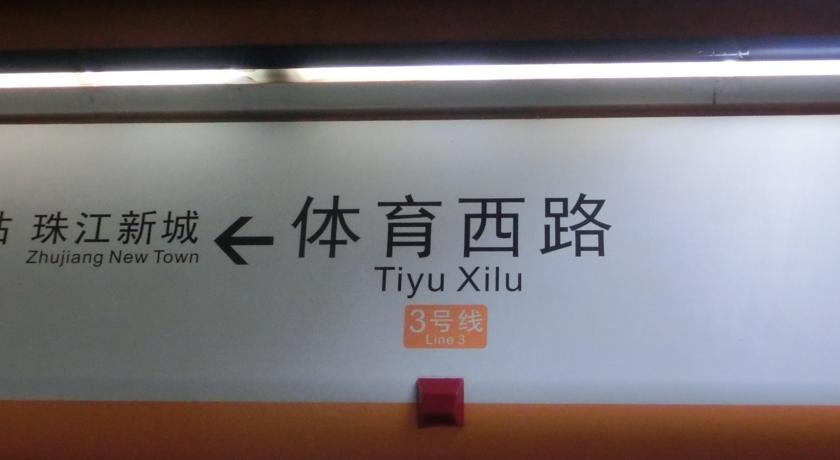 珠江新城
Zhujiang New Town
体育西路
Tiyu Xilu
3号线
Line 3